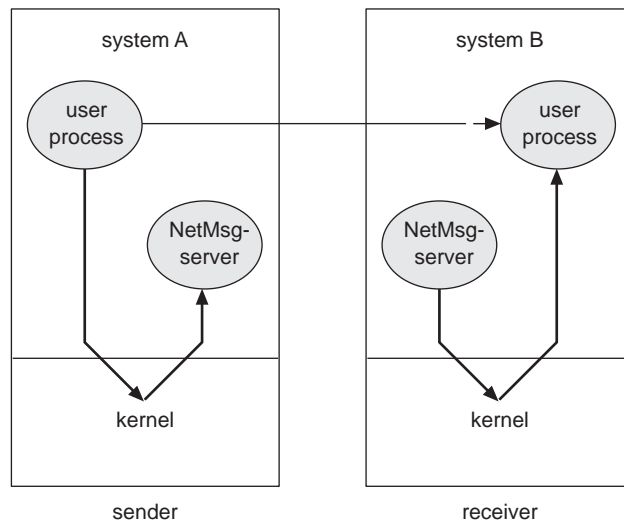 system A
system B
user
process
user
process
NetMsg-
server
NetMsg-
server
kernel
kernel
sender
receiver